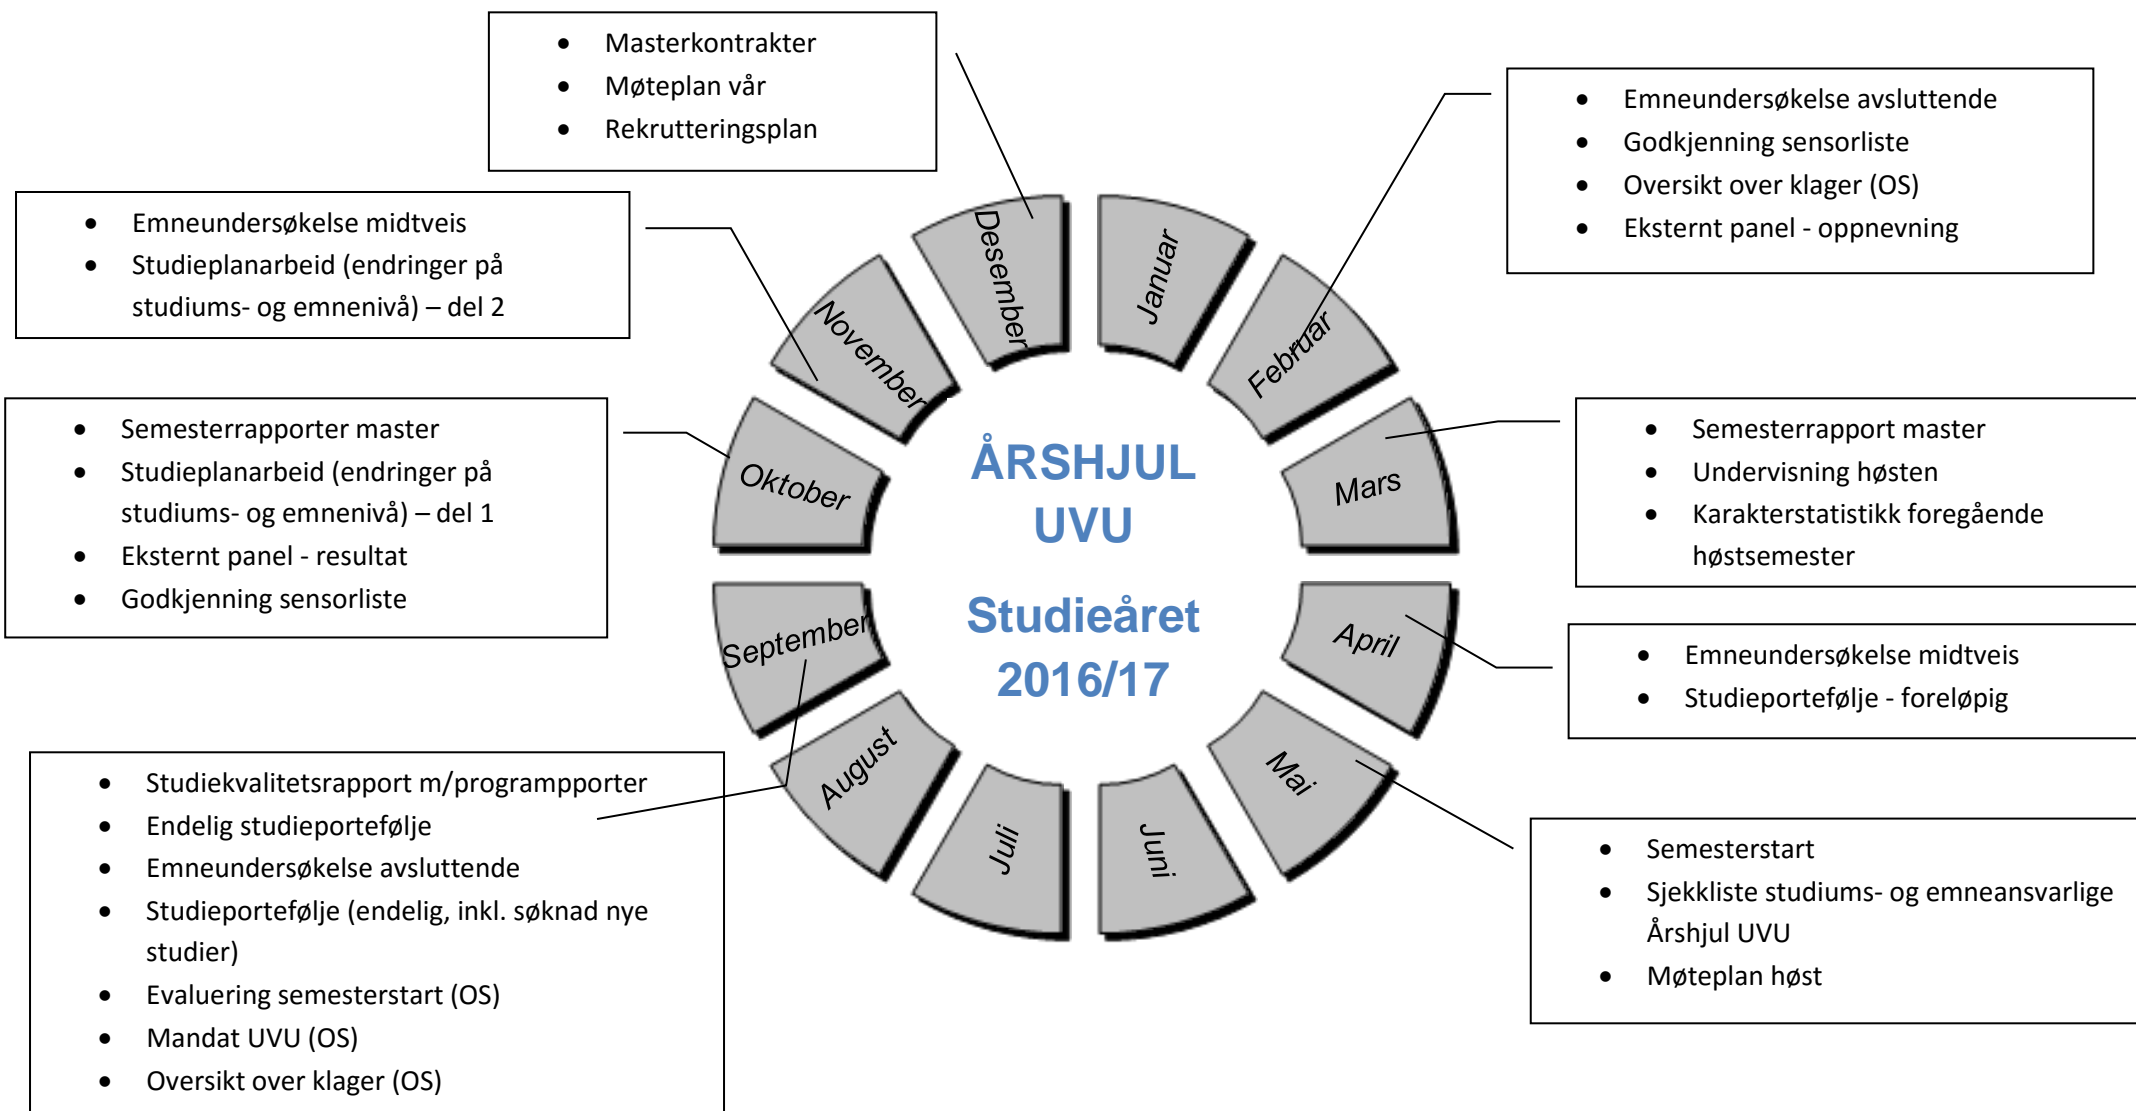 • Masterkontrakter
• Møteplan vår
• Rekrutteringsplan
• Emneundersøkelse avsluttende
• Godkjenning sensorliste
• Oversikt over klager (OS)
• Eksternt panel - oppnevning
• Emneundersøkelse midtveis
• Studieplanarbeid (endringer på
studiums- og emnenivå) – del 2
• Semesterrapporter master
• Studieplanarbeid (endringer på
studiums- og emnenivå) – del 1
• Eksternt panel - resultat
• Godkjenning sensorliste
• Semesterrapport master
• Undervisning høsten
• Karakterstatistikk foregående
høstsemester
• Emneundersøkelse midtveis
• Studieportefølje - foreløpig
• Studiekvalitetsrapport m/programpporter
• Endelig studieportefølje
• Emneundersøkelse avsluttende
• Studieportefølje (endelig, inkl. søknad nye
studier)
• Evaluering semesterstart (OS)
• Mandat UVU (OS)
• Oversikt over klager (OS)
• Semesterstart
• Sjekkliste studiums- og emneansvarlige
Årshjul UVU
• Møteplan høst
Januar
Februar
Mars
April
Mai
Juni
Juli
August
September
Oktober
November
Desember
ÅRSHJUL
UVU
Studieåret
2016/17